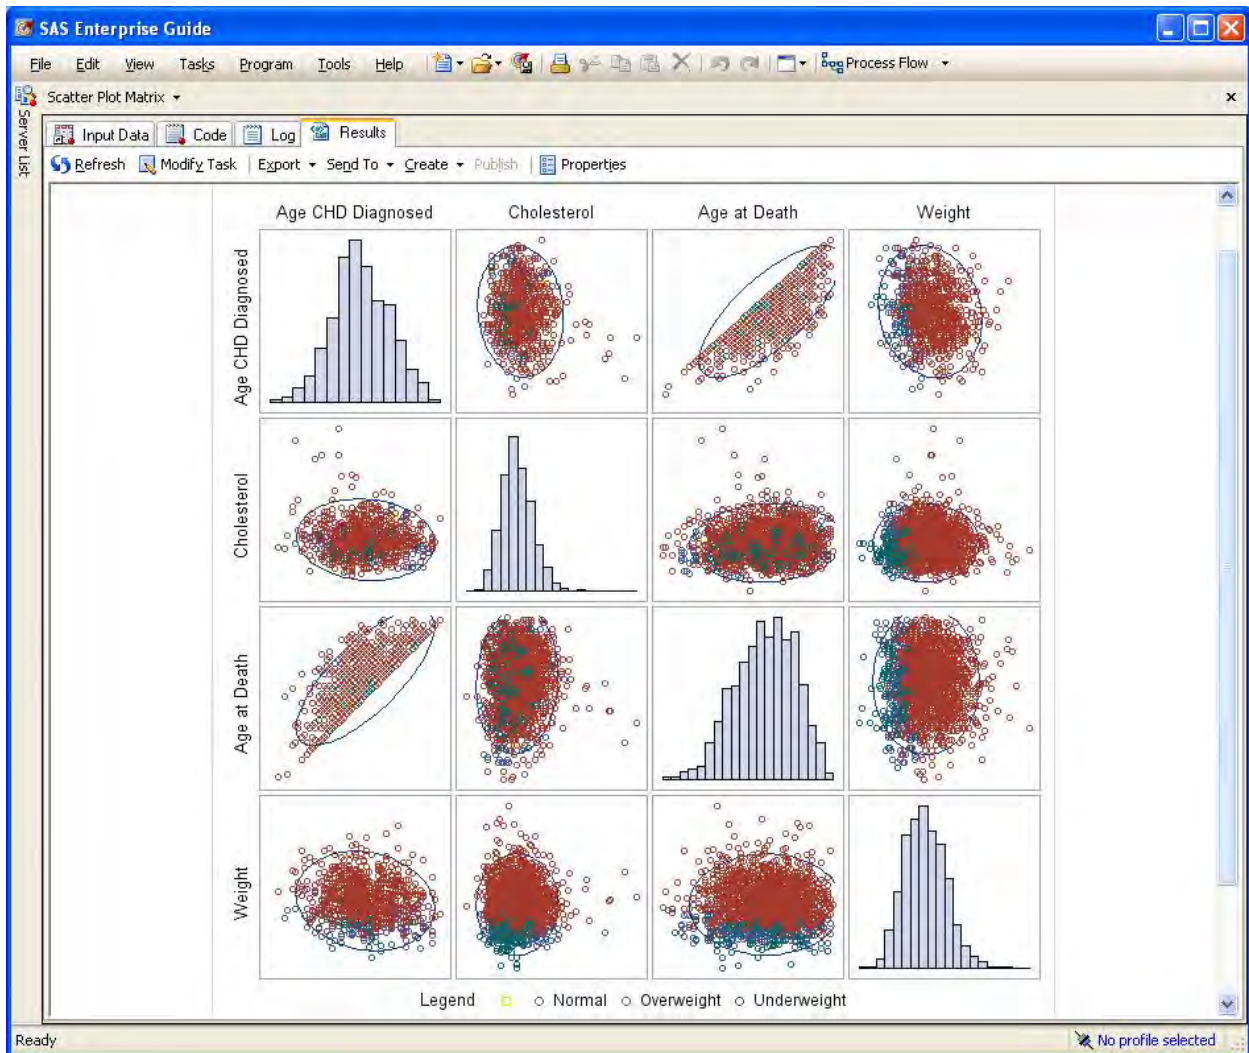 SAS Enterprise Guide
File Edit View Tasks Program Tools Help Process Flow
Scatter Plot Matrix
Server List
Input Data Code Log Results
Refresh Modify Task Export Send To Create Publish Properties
Age CHD Diagnosed Cholesterol Age at Death Weight
Age CHD Diagnosed
Cholesterol
Age at Death
Weight
Legend Normal Overweight Underweight
Ready No profile selected